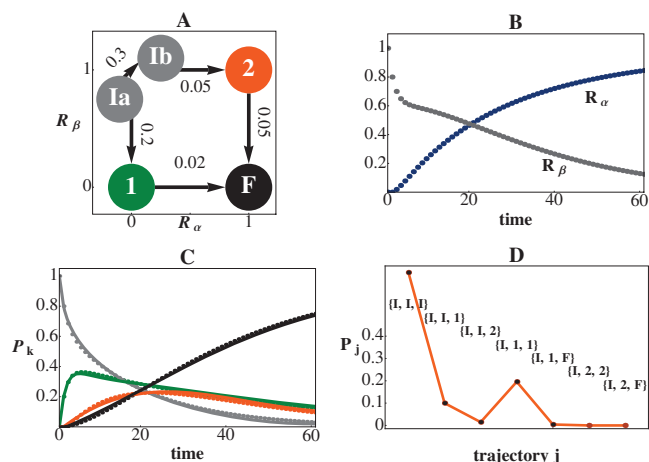 A
Ia
Ib
2
1
F
0.3
0.2
0.05
0.05
0.02
1
R β
0
0
R α
1
B
1.0
0.8
0.6
0.4
0.2
0
20
40
60
R α
R β
time
C
1.0
0.8
0.6
0.4
0.2
P k
0
20
40
60
time
D
{I, I, I}
{I, I, 1}
{I, I, 2}
{I, 1, 1}
{I, 1, F}
{I, 2, 2}
{I, 2, F}
P j
0.4
0.3
0.2
0.1
0
trajectory j